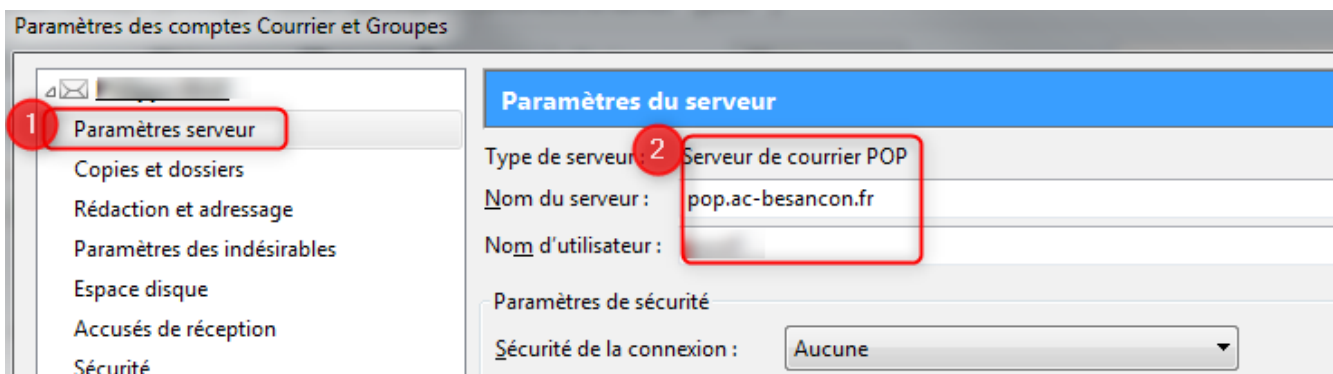 Paramètres des comptes Courrier et Groupes
1
Paramètres serveur
Copies et dossiers
Rédaction et adressage
Paramètres des indésirables
Espace disque
Accusés de réception
Sécurité
Paramètres du serveur
Type de serveur : 2 Serveur de courrier POP
Nom du serveur : pop.ac-besancon.fr
Nom d'utilisateur :
Paramètres de sécurité
Sécurité de la connexion : Aucune